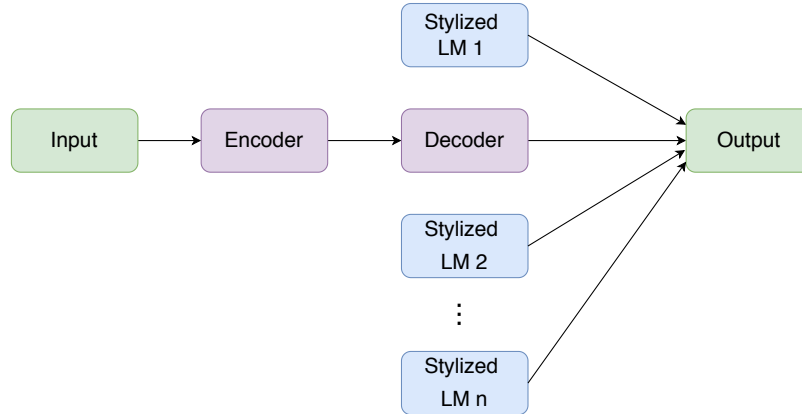 Stylized
LM 1
Input
Encoder
Decoder
Output
Stylized
LM 2
⋮
Stylized
LM n